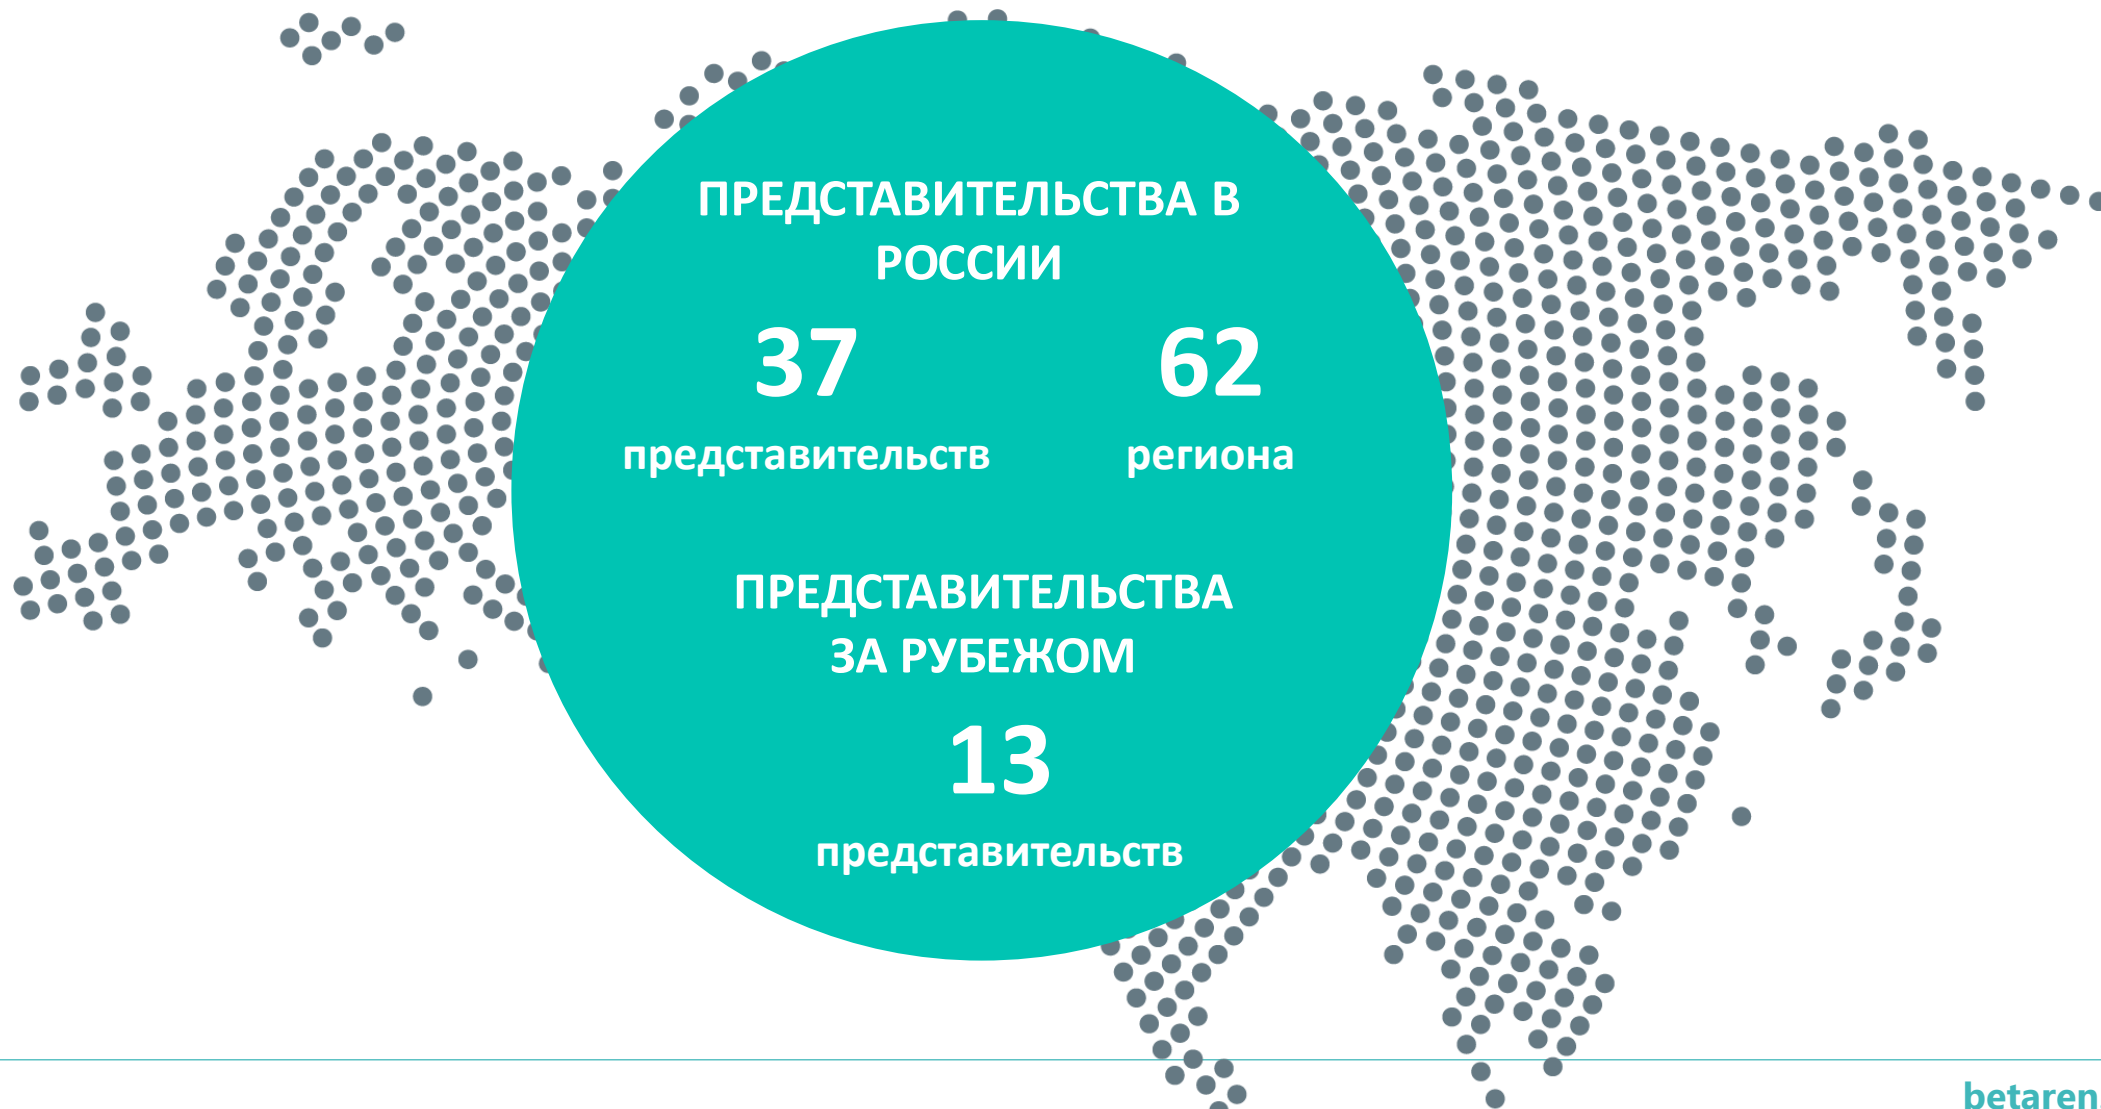 ПРЕДСТАВИТЕЛЬСТВА В
РОССИИ
37 62
представительств региона
ПРЕДСТАВИТЕЛЬСТВА
ЗА РУБЕЖОМ
13
представительств
betaren.